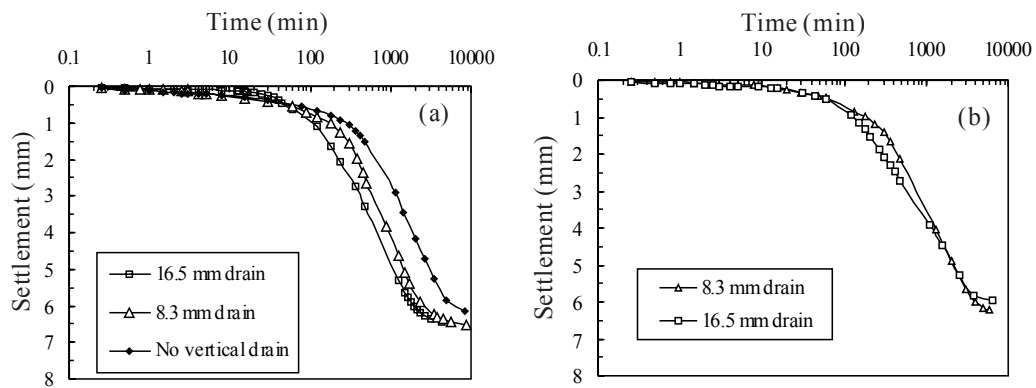 Time (min)
0.1 1 10 100 1000 10000
0
1
2
3
4
5
6
7
8
Settlement (mm)
(a)
16.5 mm drain
8.3 mm drain
No vertical drain
Time (min)
0.1 1 10 100 1000 10000
0
1
2
3
4
5
6
7
8
Settlement (mm)
(b)
8.3 mm drain
16.5 mm drain